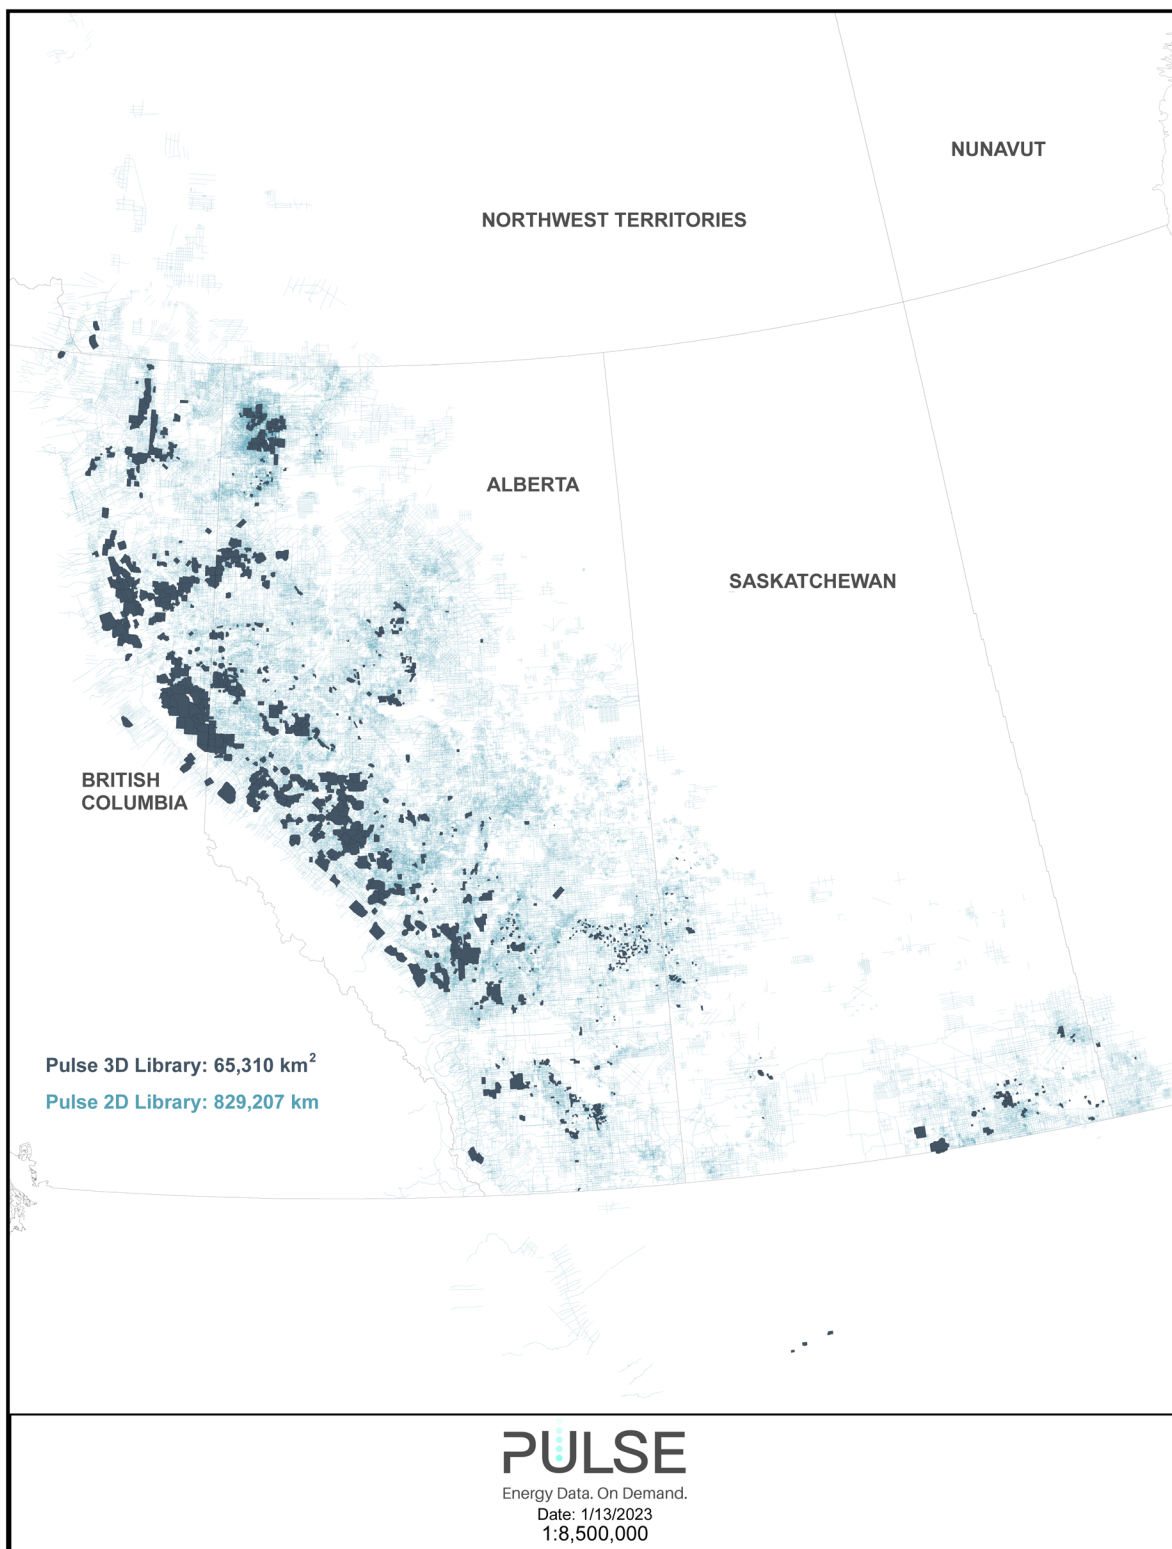 NUNAVUT
NORTHWEST TERRITORIES
ALBERTA
SASKATCHEWAN
BRITISH
COLUMBIA
Pulse 3D Library: 65,310 km²
Pulse 2D Library: 829,207 km
PULSE
Energy Data. On Demand.
Date: 1/13/2023
1:8,500,000